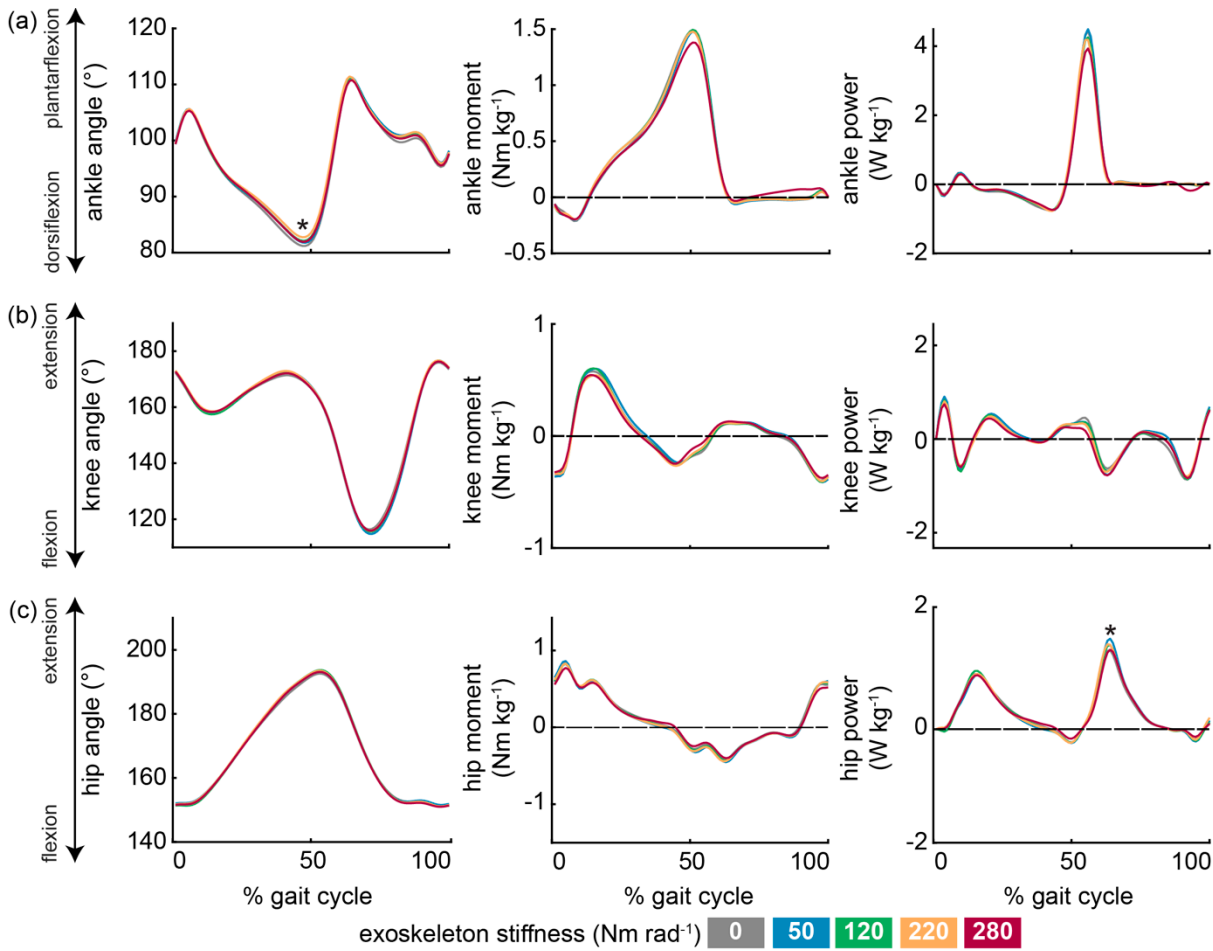 (a)
plantarflexion
dorsiflexion
ankle angle (°)
120
110
100
90
80
*
ankle moment
(Nm kg⁻¹)
1.5
1
0.5
0
-0.5
ankle power
(W kg⁻¹)
4
2
0
-2
(b)
extension
flexion
knee angle (°)
180
160
140
120
knee moment
(Nm kg⁻¹)
1
0
-1
knee power
(W kg⁻¹)
2
0
-2
(c)
extension
flexion
hip angle (°)
200
180
160
140
0 50 100
% gait cycle
hip moment
(Nm kg⁻¹)
1
0
-1
0 50 100
% gait cycle
hip power
(W kg⁻¹)
2
*
1
0
-2
0 50 100
% gait cycle
exoskeleton stiffness (Nm rad⁻¹) 0 50 120 220 280